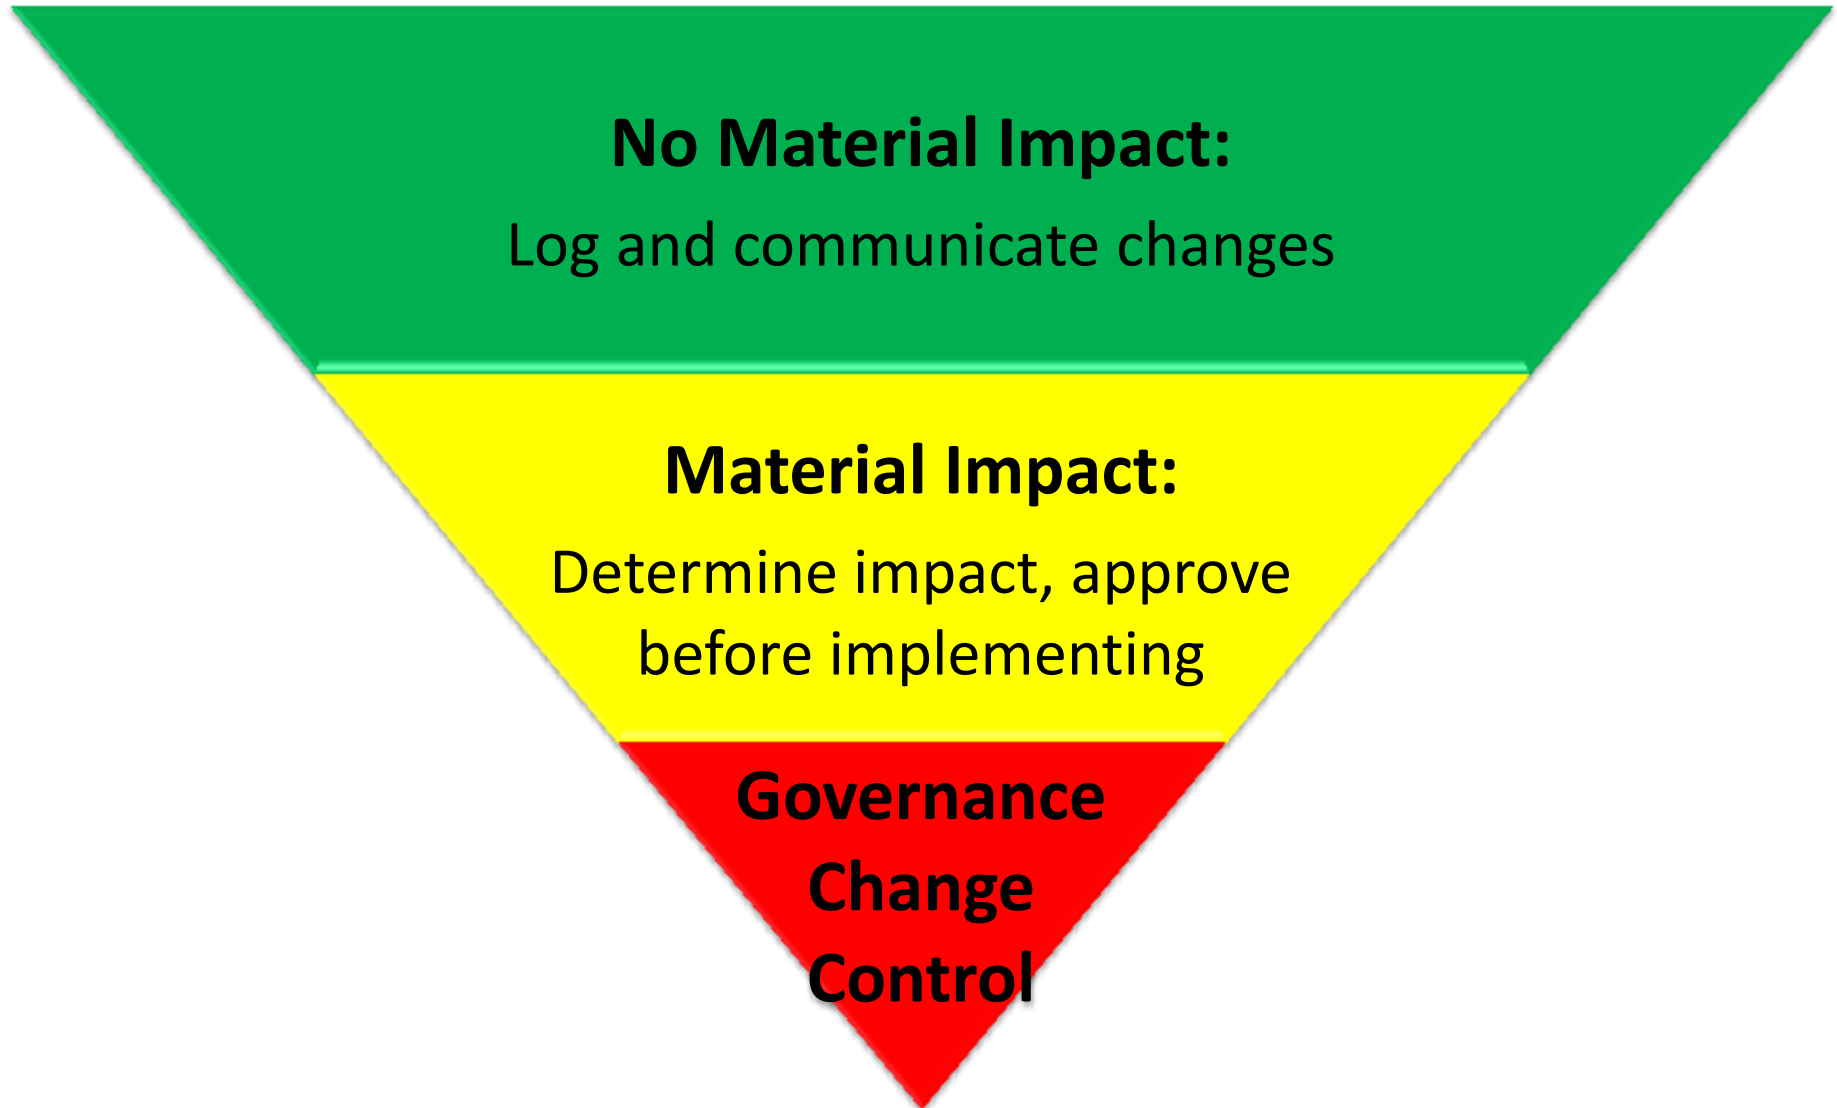 No Material Impact:
Log and communicate changes
Material Impact:
Determine impact, approve
before implementing
Governance
Change
Control